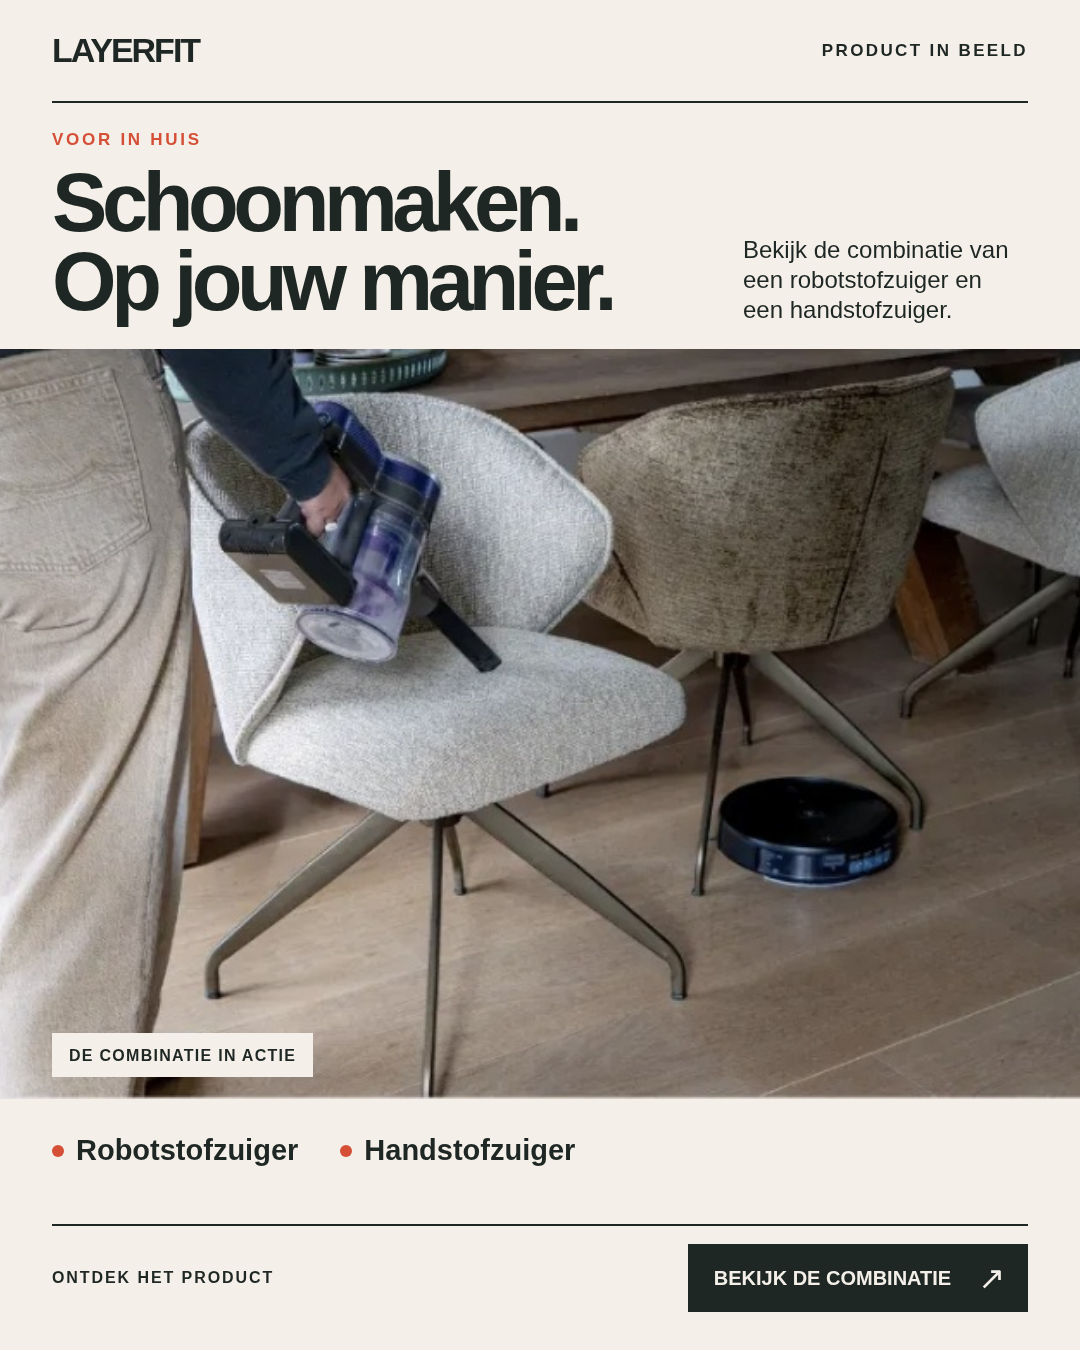 LAYERFIT
PRODUCT IN BEELD
VOOR IN HUIS
Schoonmaken.
Op jouw manier.
Bekijk de combinatie van
een robotstofzuiger en
een handstofzuiger.
DE COMBINATIE IN ACTIE
Robotstofzuiger
Handstofzuiger
ONTDEK HET PRODUCT
BEKIJK DE COMBINATIE